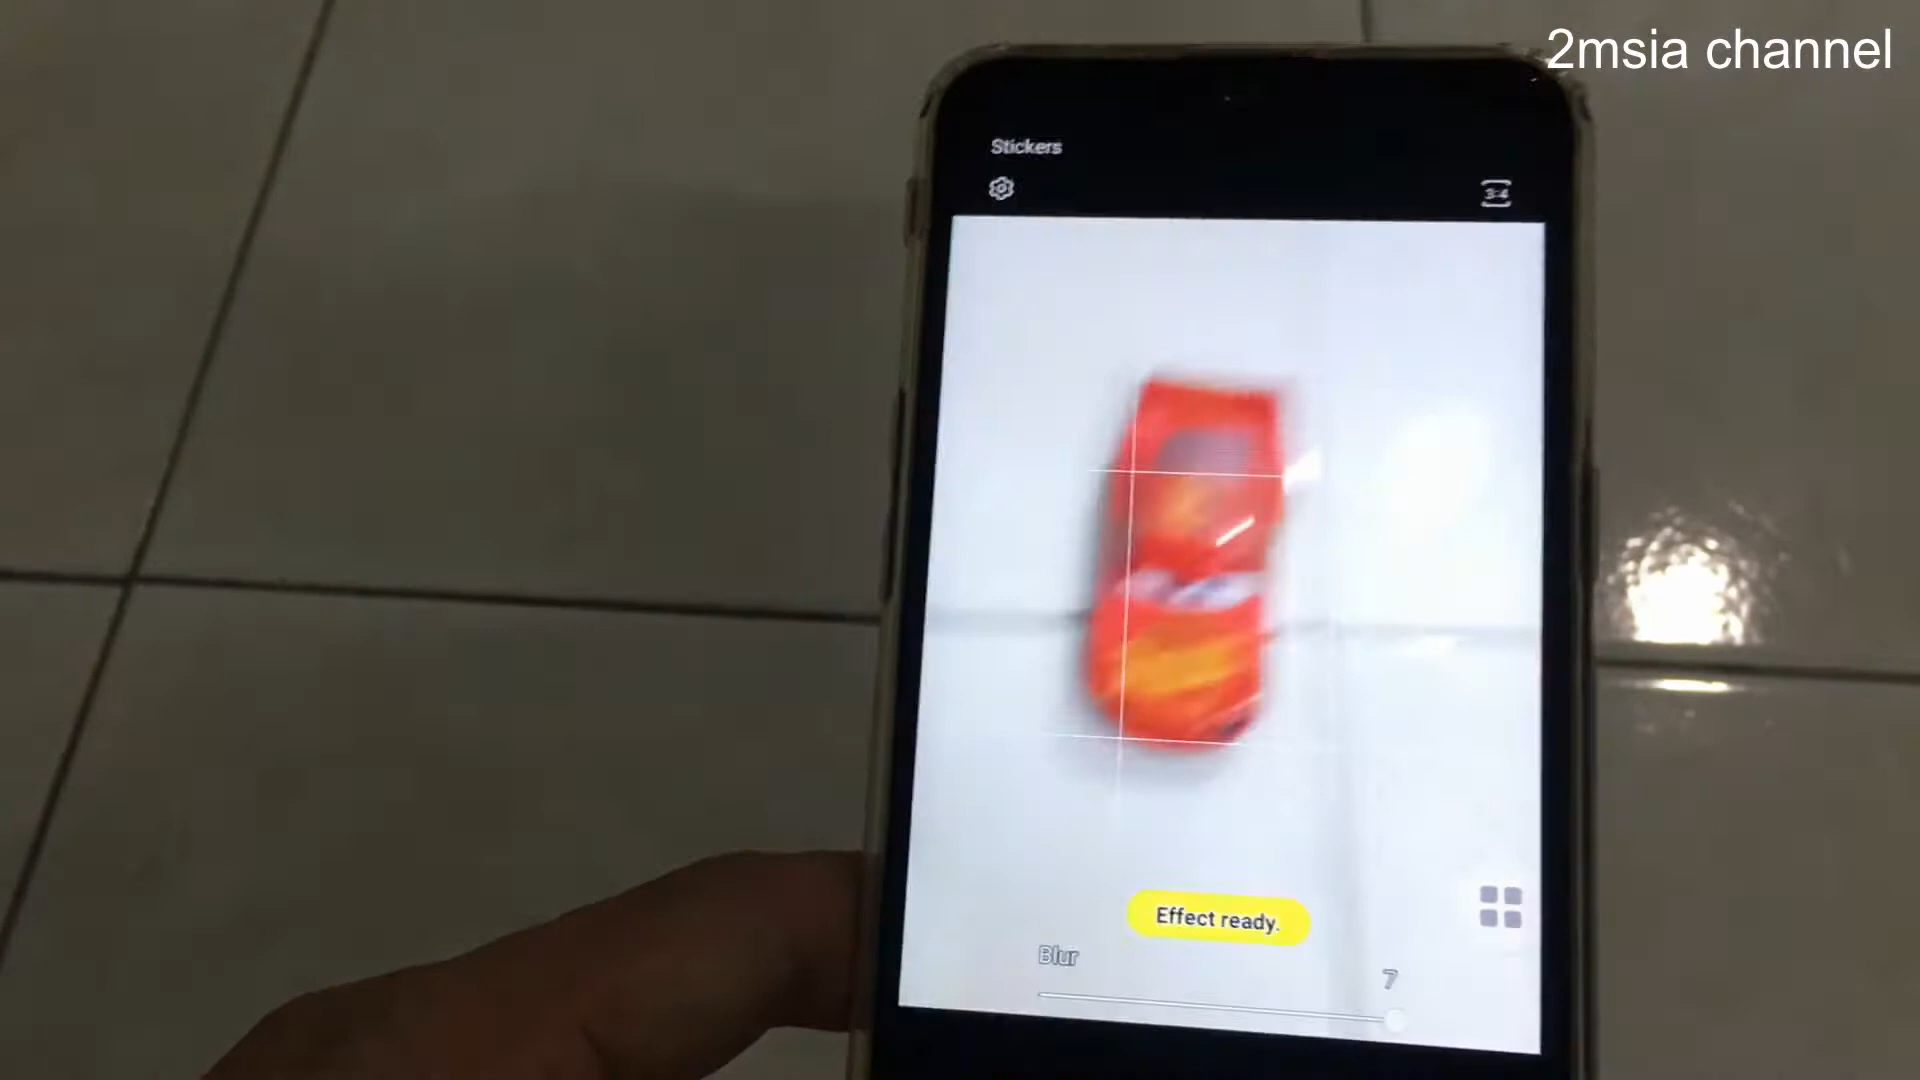 2msia channel
Stickers
3:4
Effect ready.
Blur
7